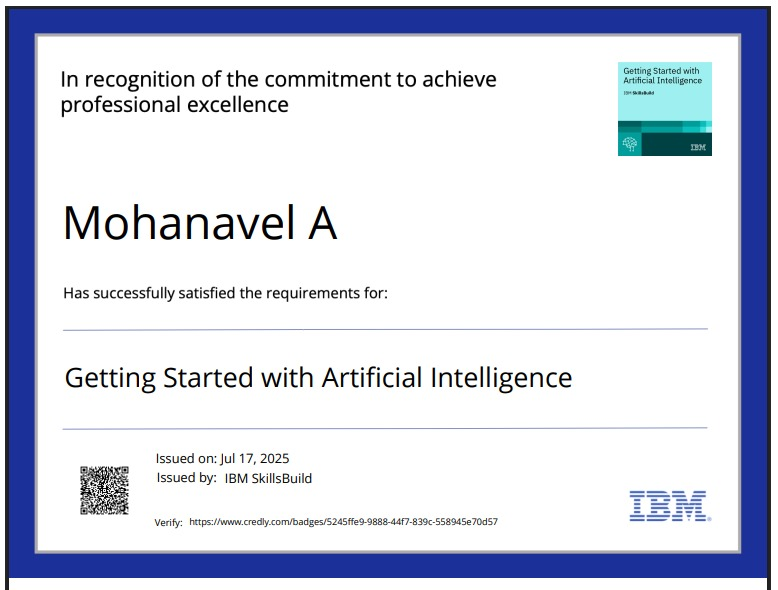 In recognition of the commitment to achieve
professional excellence
Getting Started with
Artificial Intelligence
IBM SkillsBuild
IBM
Mohanavel A
Has successfully satisfied the requirements for:
Getting Started with Artificial Intelligence
Issued on: Jul 17, 2025
Issued by: IBM SkillsBuild
Verify: https://www.credly.com/badges/5245ffe9-9888-44f7-839c-558945e70d57
IBM®